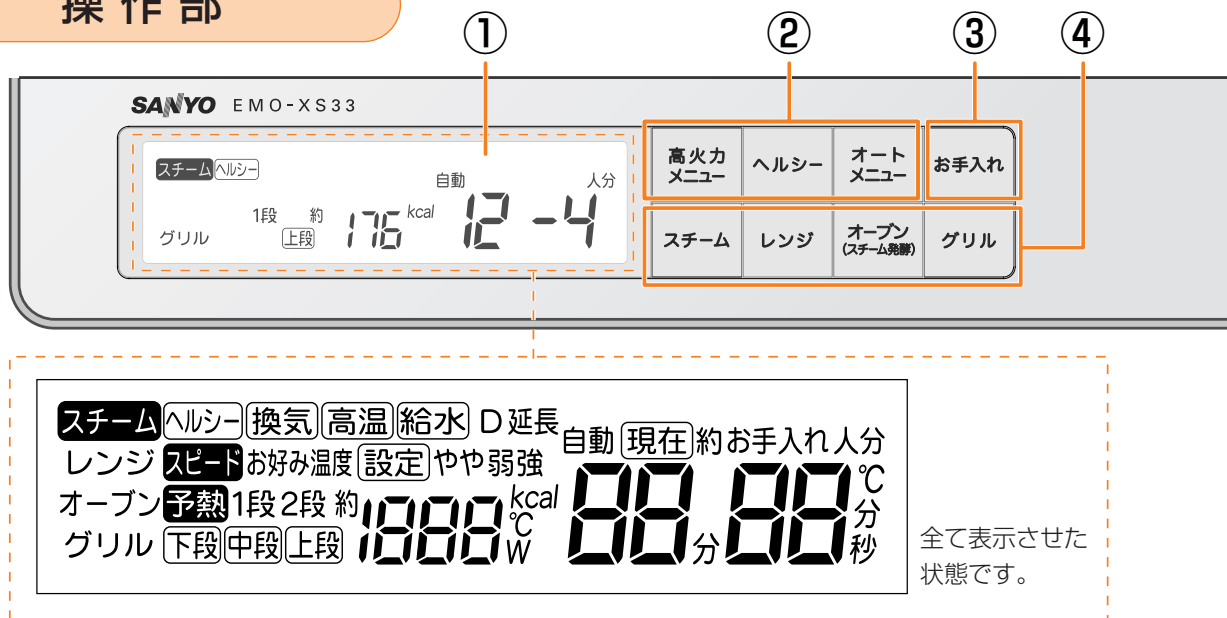 操作部
① ② ③ ④
SANYO EMO-XS33
スチーム ヘルシー
自動 人分
1段 約 176 kcal 12 -4
グリル 上段
高火力メニュー ヘルシー オートメニュー お手入れ
スチーム レンジ オーブン(スチーム発酵) グリル
スチーム ヘルシー 換気 高温 給水 D 延長
自動 現在 約 お手入れ 人分
レンジ スピード お好み温度 設定 やや弱強
オーブン 予熱 1段 2段 約 1888 kcal ℃ W
グリル 下段 中段 上段
88 分 88 ℃ 分 秒
全て表示させた
状態です。